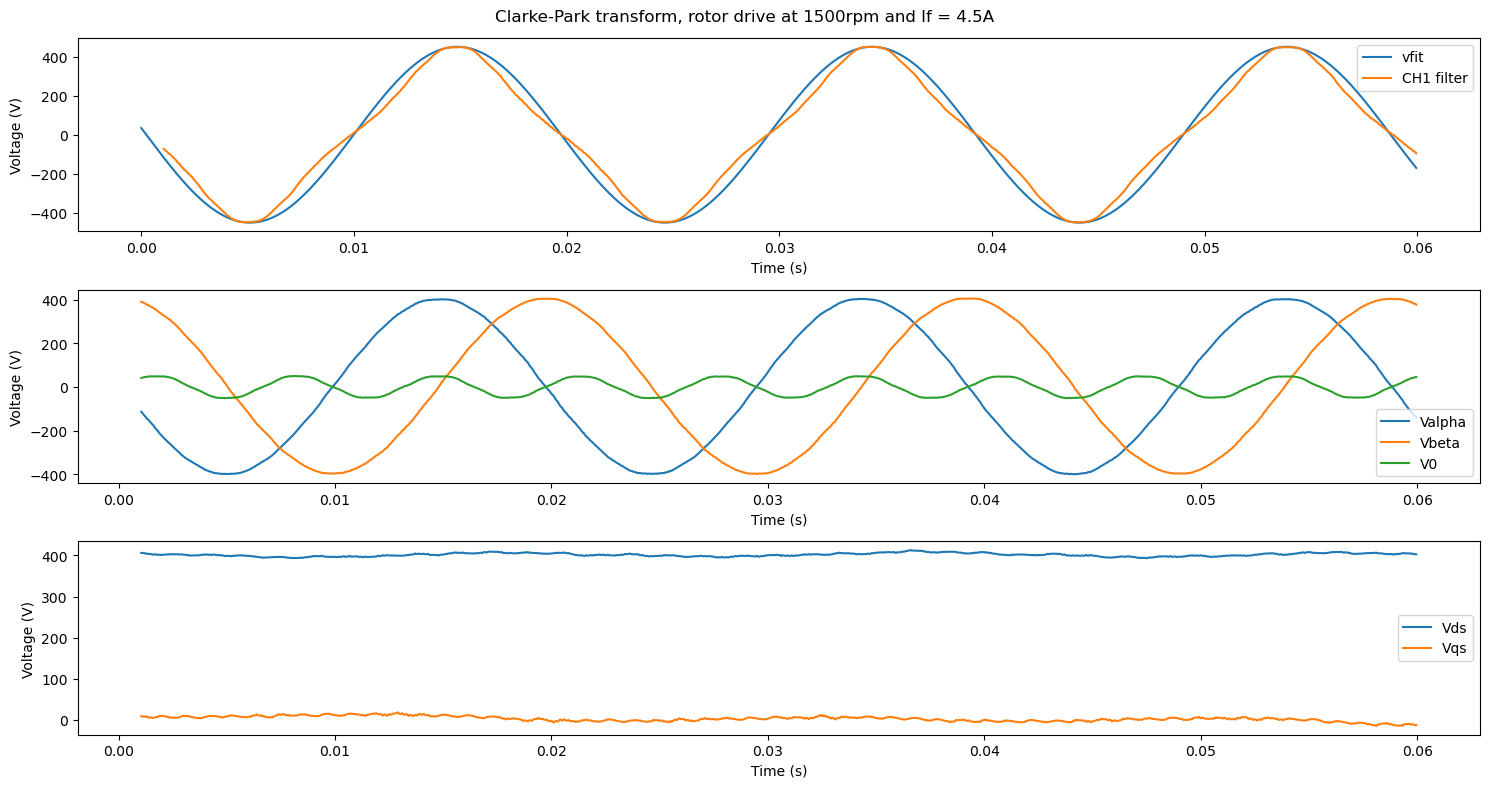 Clarke-Park transform, rotor drive at 1500rpm and If = 4.5A
400
200
0
−200
−400
Voltage (V)
vfit
CH1 filter
0.00 0.01 0.02 0.03 0.04 0.05 0.06
Time (s)
400
200
0
−200
−400
Voltage (V)
Valpha
Vbeta
V0
0.00 0.01 0.02 0.03 0.04 0.05 0.06
Time (s)
400
300
200
100
0
Voltage (V)
Vds
Vqs
0.00 0.01 0.02 0.03 0.04 0.05 0.06
Time (s)